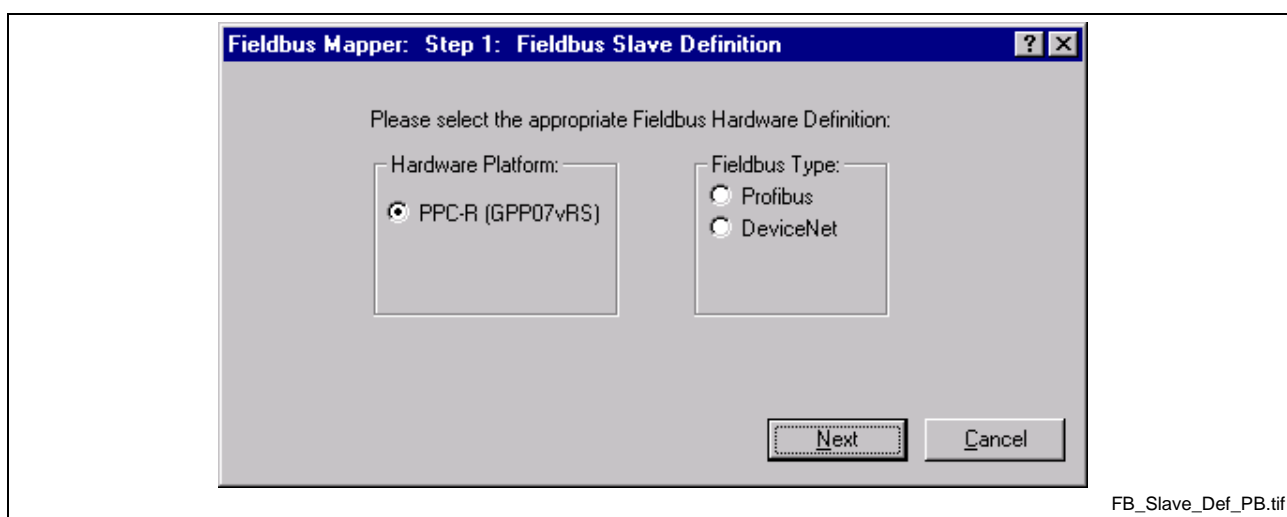 Fieldbus Mapper: Step 1: Fieldbus Slave Definition
Please select the appropriate Fieldbus Hardware Definition:
Hardware Platform:
PPC-R (GPP07vRS)
Fieldbus Type:
Profibus
DeviceNet
Next
Cancel
FB_Slave_Def_PB.tif